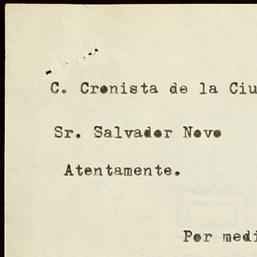 C. Cronista de la Ciu
Sr. Salvador Novo
Atentamente.
Por medi